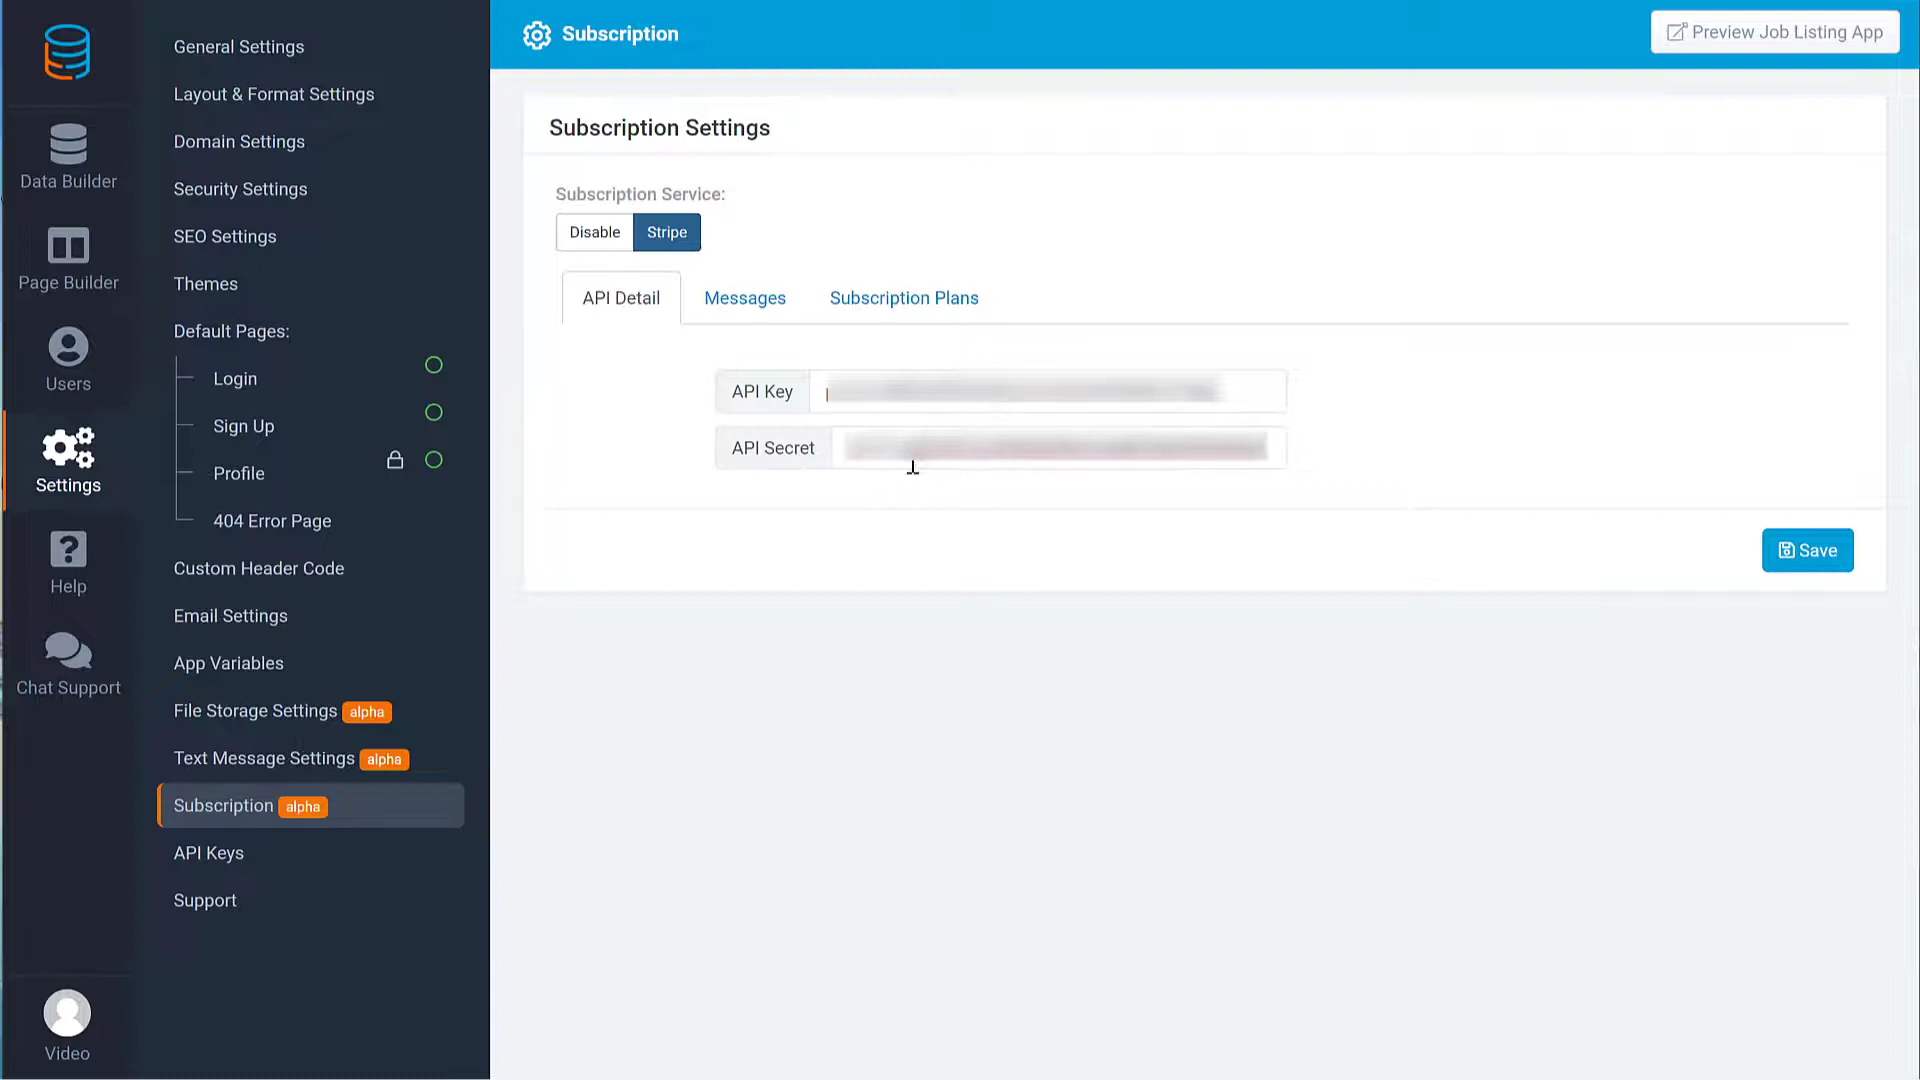 Data Builder
Page Builder
Users
Settings
Help
Chat Support
Video
General Settings
Layout & Format Settings
Domain Settings
Security Settings
SEO Settings
Themes
Default Pages:
Login
Sign Up
Profile
404 Error Page
Custom Header Code
Email Settings
App Variables
File Storage Settings alpha
Text Message Settings alpha
Subscription alpha
API Keys
Support
Subscription
Preview Job Listing App
Subscription Settings
Subscription Service:
Disable Stripe
API Detail Messages Subscription Plans
API Key
API Secret
Save